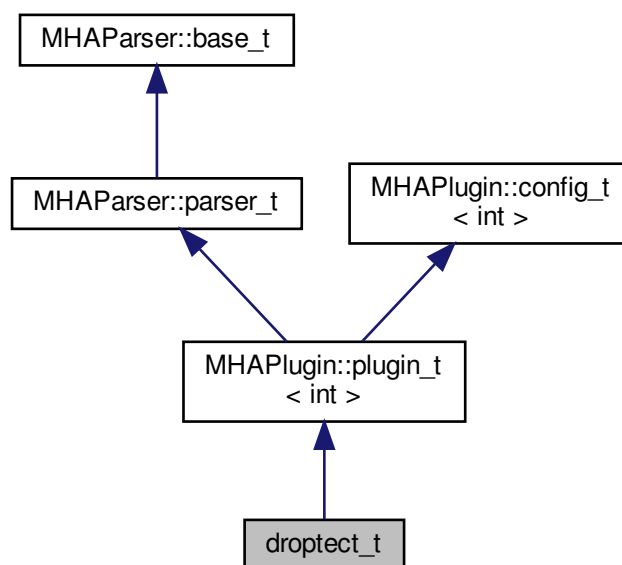 MHAParser::base_t
MHAParser::parser_t
MHAPlugin::config_t
< int >
MHAPlugin::plugin_t
< int >
droptect_t